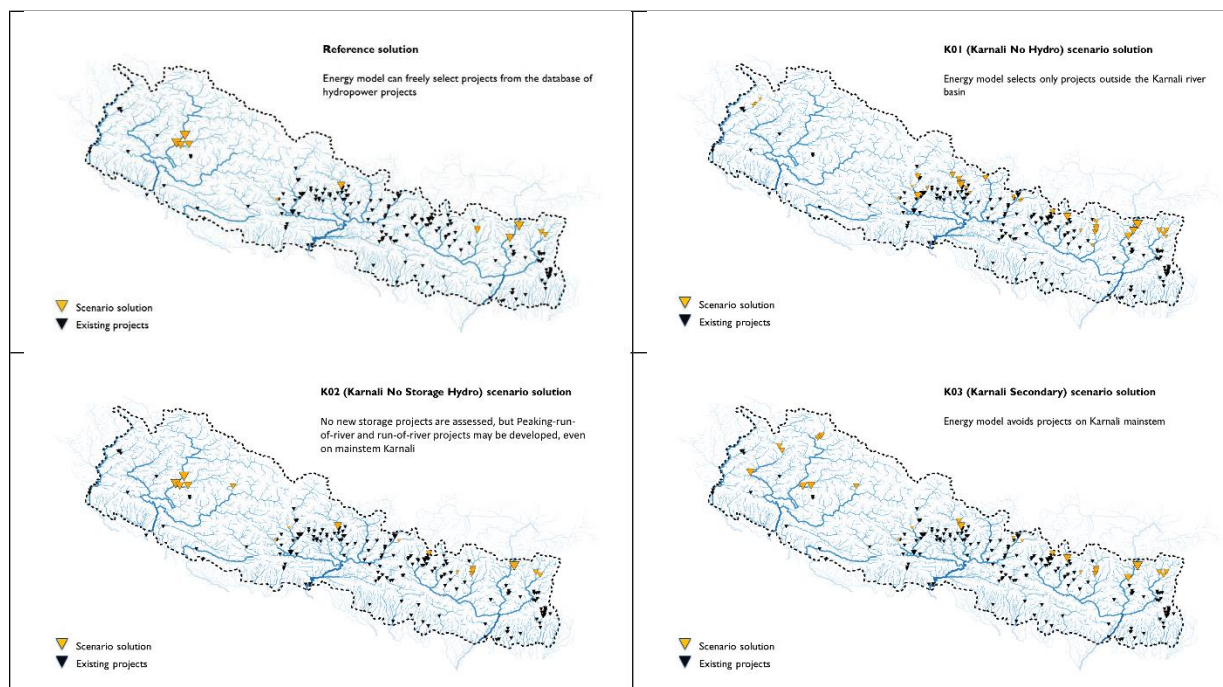 Reference solution
Energy model can freely select projects from the database of
hydropower projects
Scenario solution
Existing projects
K01 (Karnali No Hydro) scenario solution
Energy model selects only projects outside the Karnali river
basin
Scenario solution
Existing projects
K02 (Karnali No Storage Hydro) scenario solution
No new storage projects are assessed, but Peaking-run-
of-river and run-of-river projects may be developed, even
on mainstem Karnali
Scenario solution
Existing projects
K03 (Karnali Secondary) scenario solution
Energy model avoids projects on Karnali mainstem
Scenario solution
Existing projects